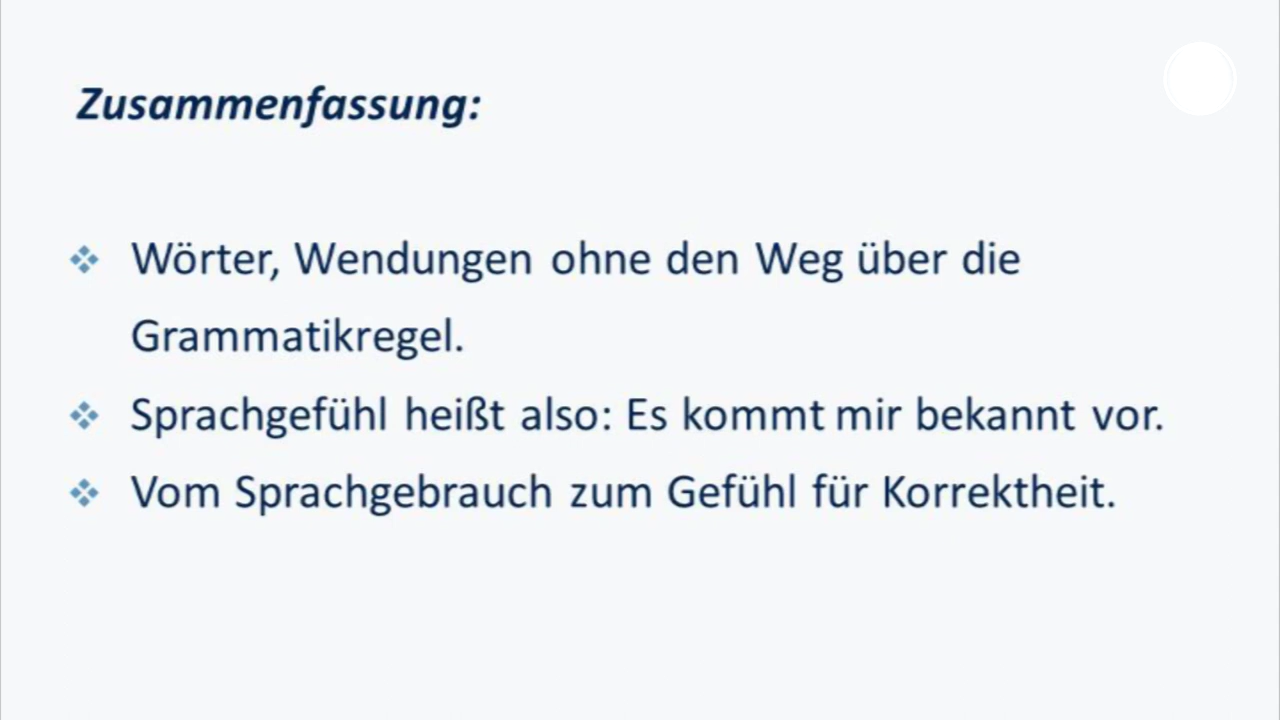 Zusammenfassung:
Wörter, Wendungen ohne den Weg über die
Grammatikregel.
Sprachgefühl heißt also: Es kommt mir bekannt vor.
Vom Sprachgebrauch zum Gefühl für Korrektheit.